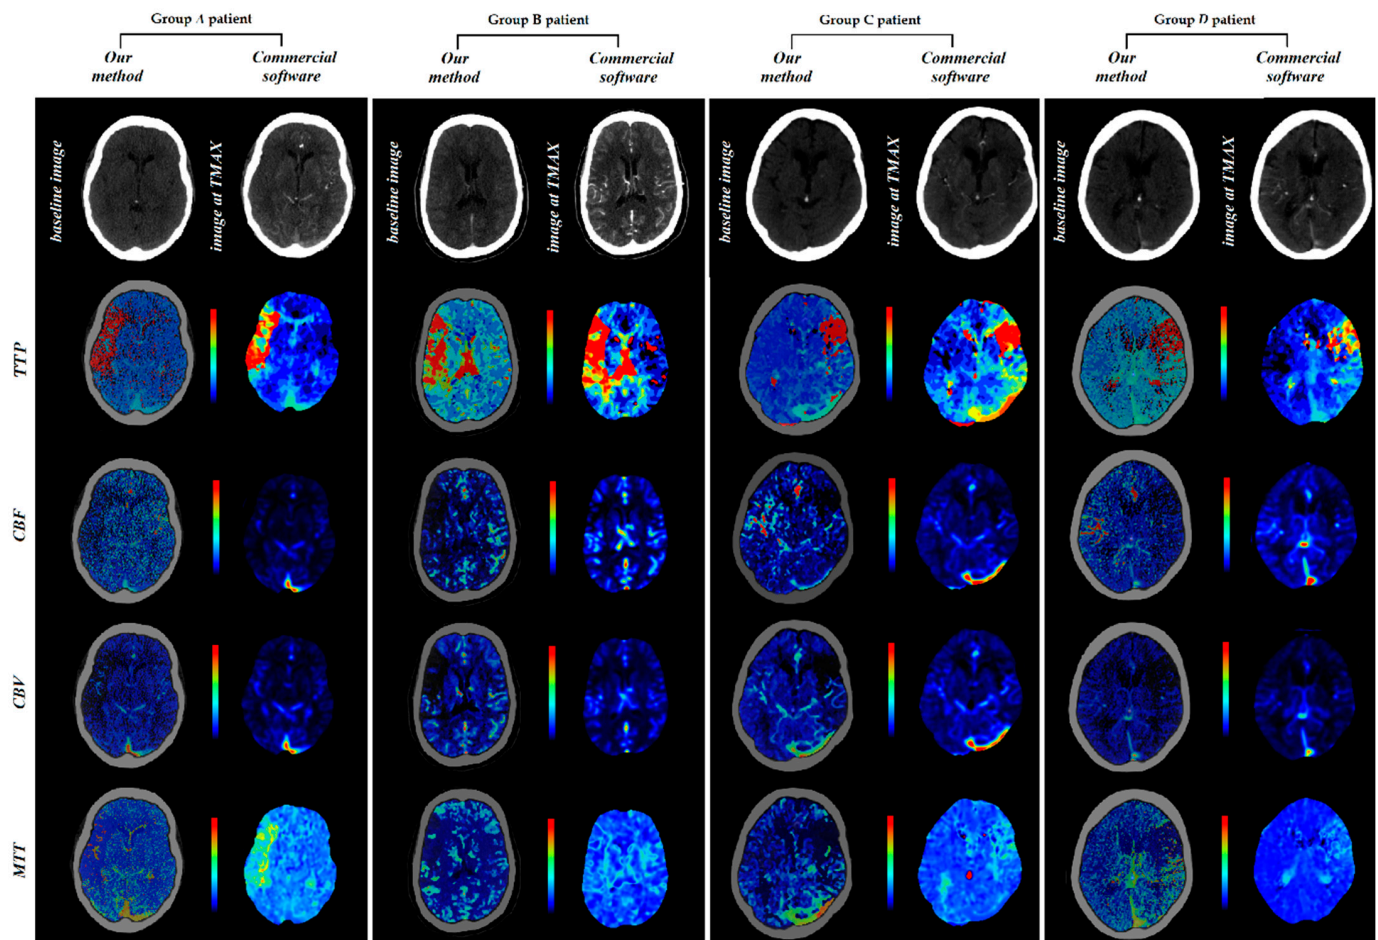 Group A patient
Group B patient
Group C patient
Group D patient
Our method
Commercial software
Our method
Commercial software
Our method
Commercial software
Our method
Commercial software
baseline image
image at TMAX
baseline image
image at TMAX
baseline image
image at TMAX
baseline image
image at TMAX
TTP
CBF
CBV
MTT